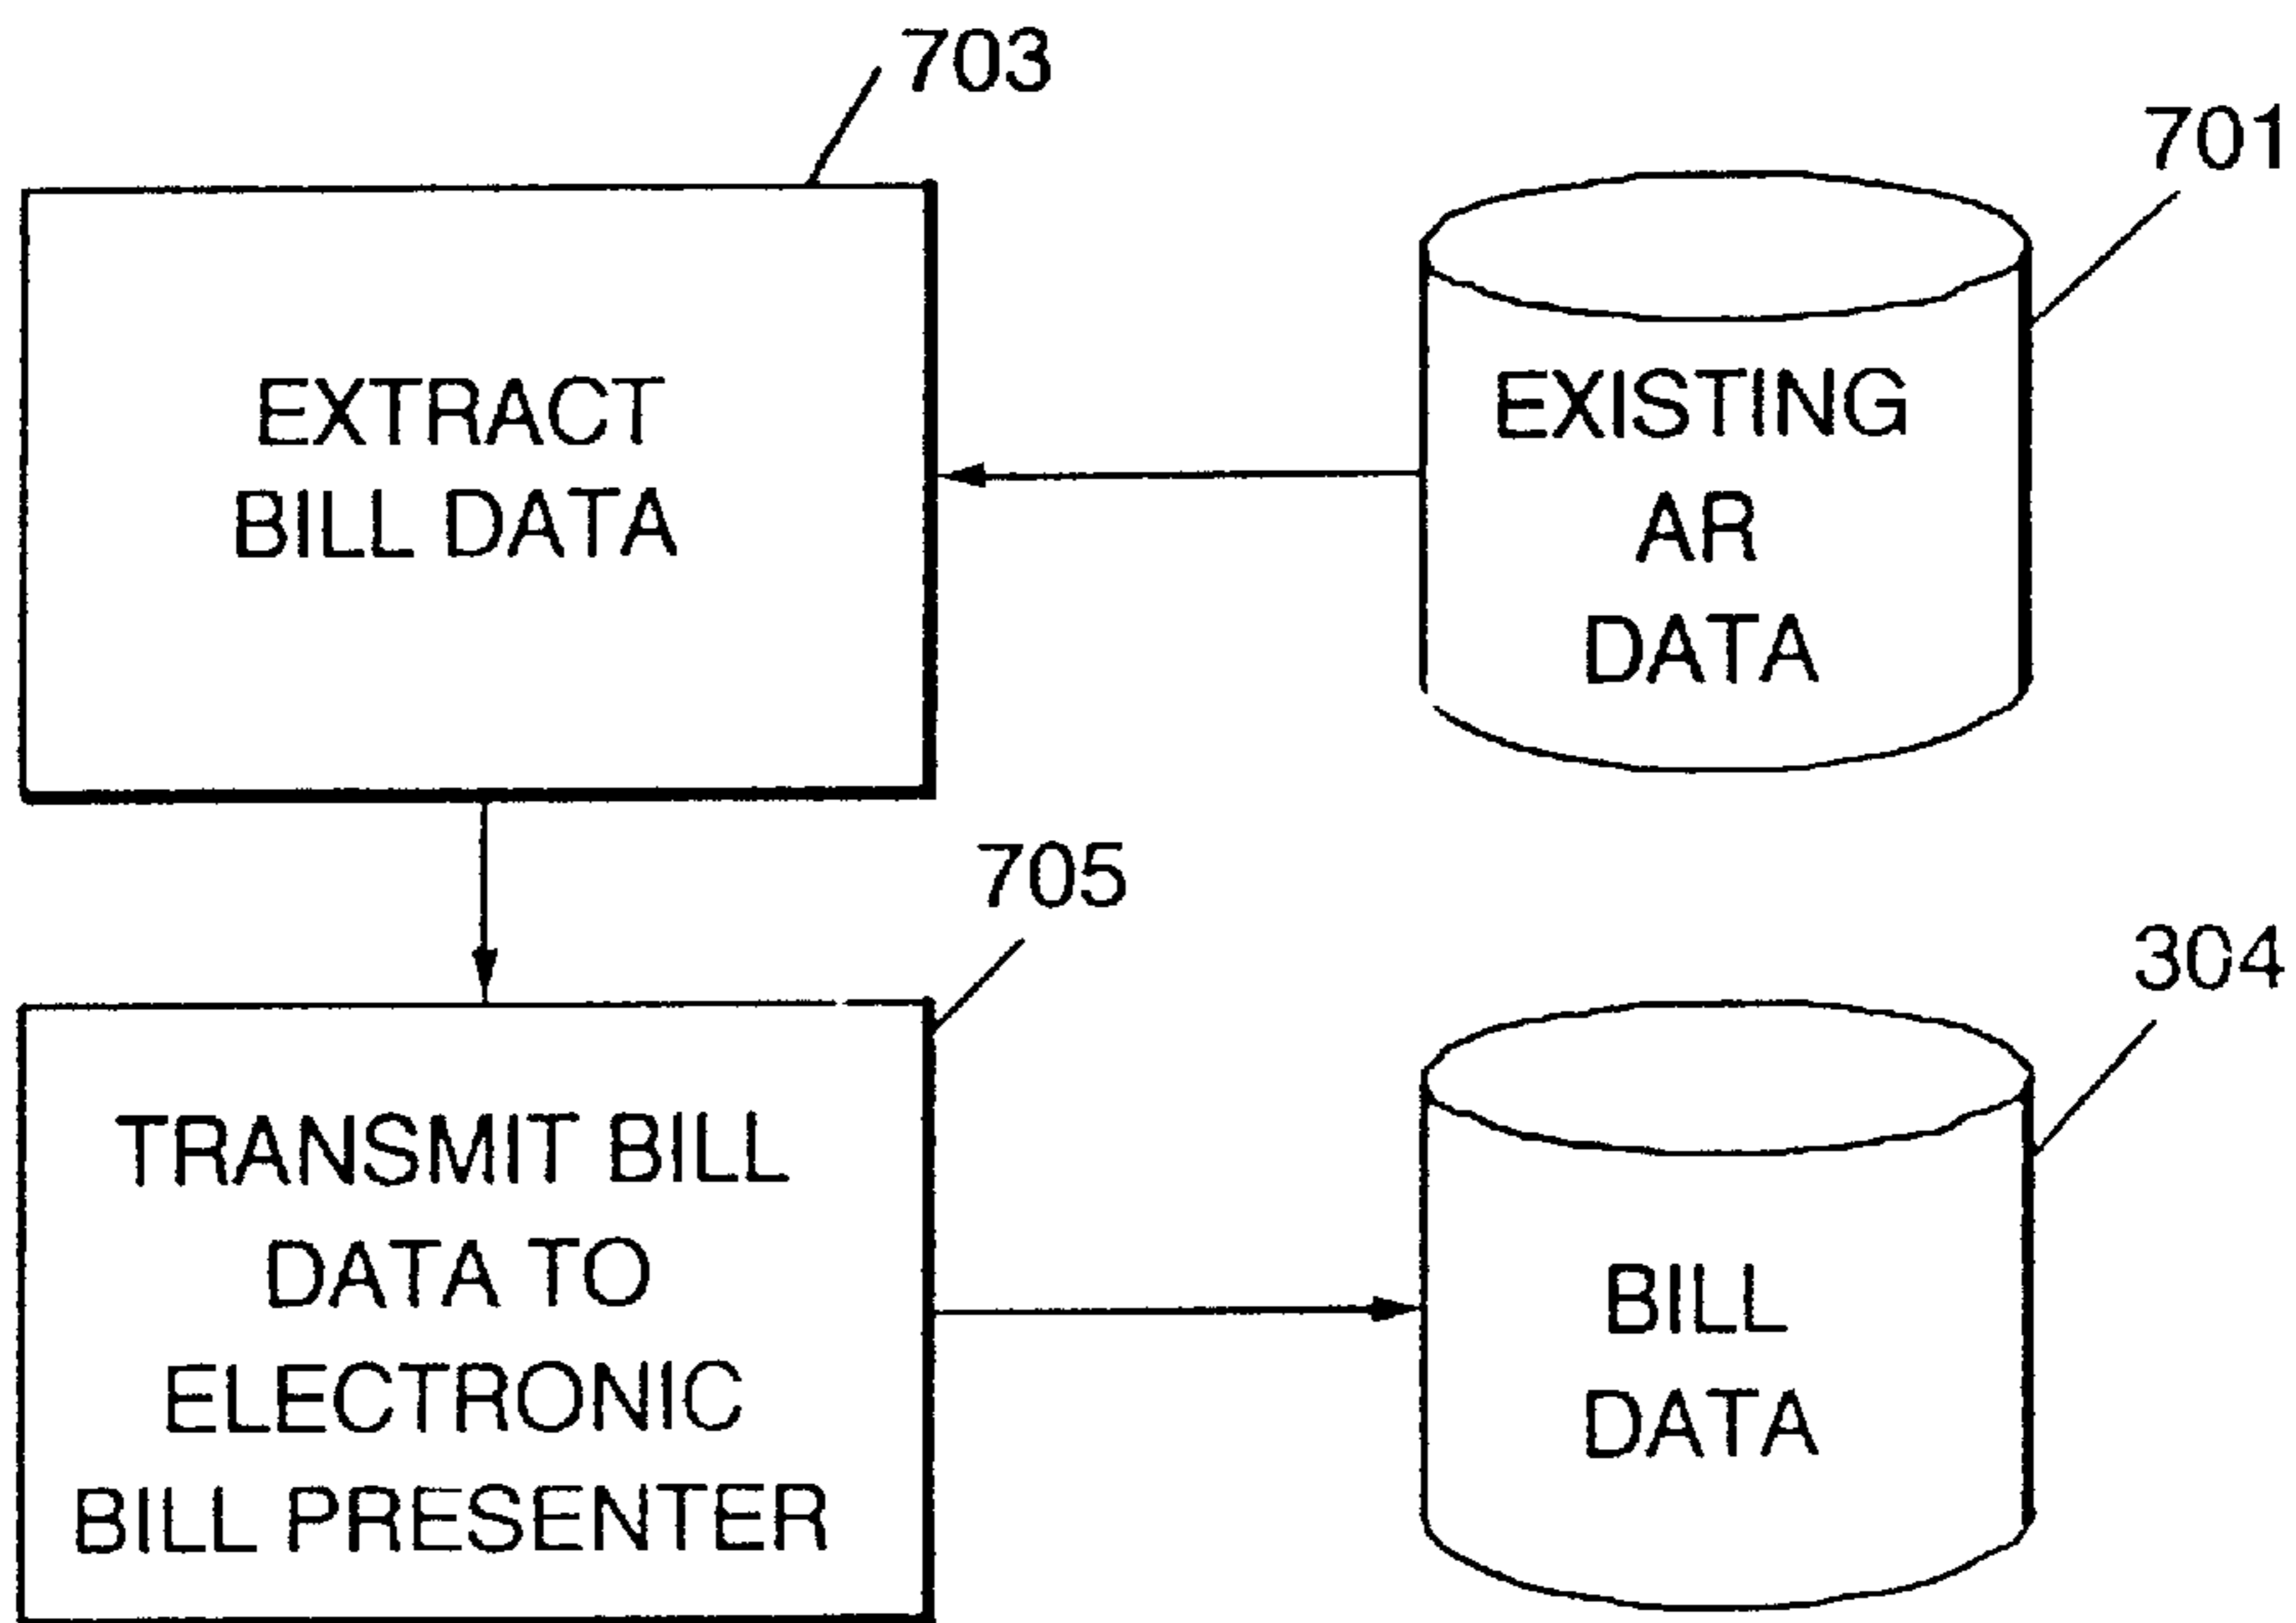 703
701
EXTRACT
BILL DATA
EXISTING
AR
DATA
705
304
TRANSMIT BILL
DATA TO
ELECTRONIC
BILL PRESENTER
BILL
DATA